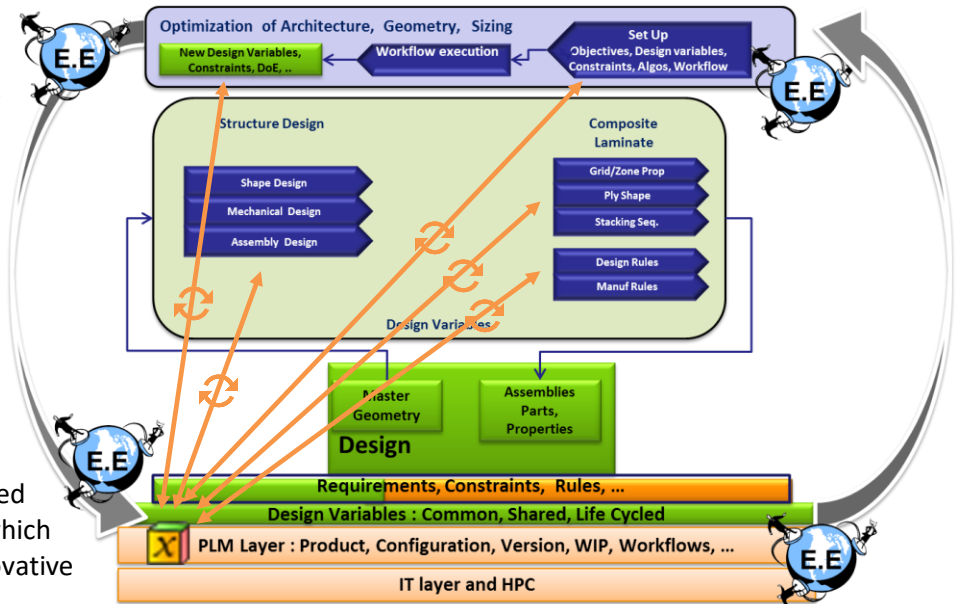 Optimization of Architecture, Geometry, Sizing
New Design Variables,
Constraints, DoE, ..
Workflow execution
Set Up
Objectives, Design variables,
Constraints, Algos, Workflow
E.E
E.E
Structure Design
Composite
Laminate
Shape Design
Mechanical Design
Assembly Design
Grid/Zone Prop
Ply Shape
Stacking Seq.
Design Rules
Manuf Rules
Design Variables
Master
Geometry
Assemblies
Parts,
Properties
Design
E.E
ed
which
ovative
Requirements, Constraints, Rules, ...
Design Variables : Common, Shared, Life Cycled
X
PLM Layer : Product, Configuration, Version, WIP, Workflows, ...
E.E
IT layer and HPC